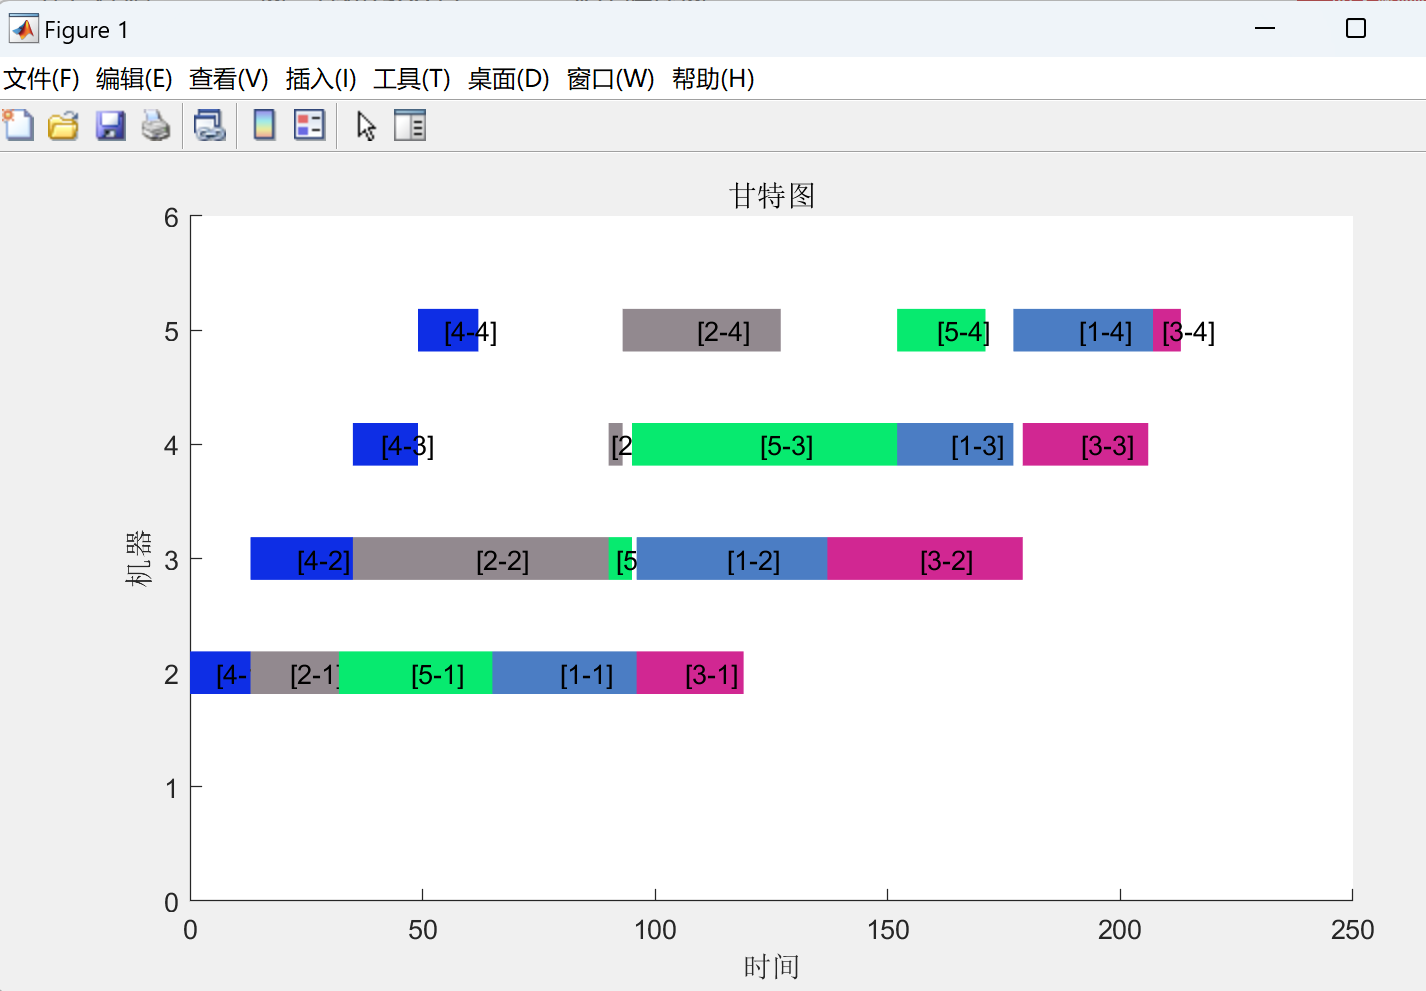 Figure 1
文件(F) 编辑(E) 查看(V) 插入(I) 工具(T) 桌面(D) 窗口(W) 帮助(H)
甘特图
6
5
[4-4] [2-4] [5-4] [1-4] [3-4]
4
[4-3] [2 [5-3] [1-3] [3-3]
机器
3
[4-2] [2-2] [5 [1-2] [3-2]
2
[4- [2-1] [5-1] [1-1] [3-1]
1
0
0 50 100 150 200 250
时间